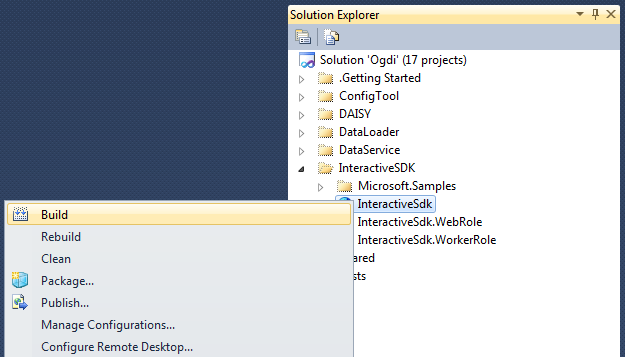 Solution Explorer
Solution 'Ogdi' (17 projects)
.Getting Started
ConfigTool
DAISY
DataLoader
DataService
InteractiveSDK
Microsoft.Samples
InteractiveSdk
InteractiveSdk.WebRole
InteractiveSdk.WorkerRole
ared
sts
Build
Rebuild
Clean
Package...
Publish...
Manage Configurations...
Configure Remote Desktop...